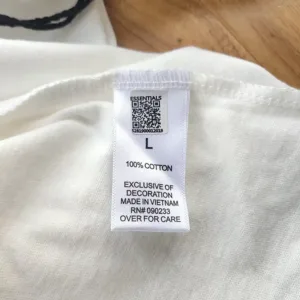 ESSENTIALS
L
100% COTTON
EXCLUSIVE OF
DECORATION
MADE IN VIETNAM
RN# 090233
OVER FOR CARE